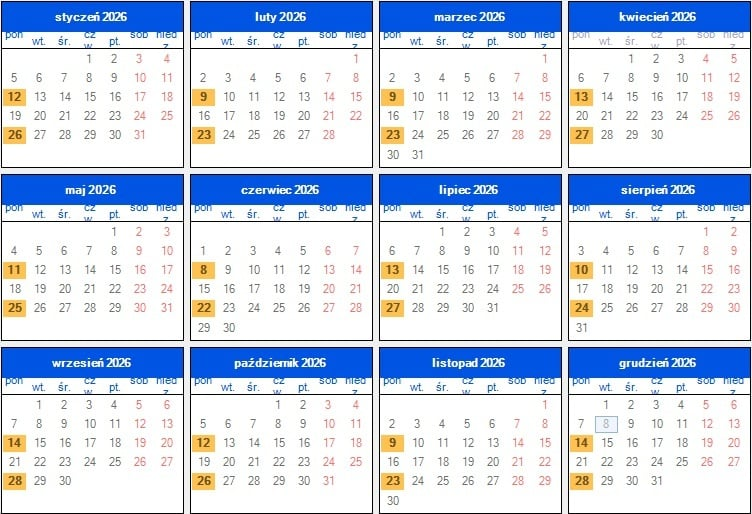 styczeń 2026
pon wt. śr. czw pt. sob niedz
1 2 3 4
5 6 7 8 9 10 11
12 13 14 15 16 17 18
19 20 21 22 23 24 25
26 27 28 29 30 31
luty 2026
pon wt. śr. czw pt. sob niedz
1
2 3 4 5 6 7 8
9 10 11 12 13 14 15
16 17 18 19 20 21 22
23 24 25 26 27 28
marzec 2026
pon wt. śr. czw pt. sob niedz
1
2 3 4 5 6 7 8
9 10 11 12 13 14 15
16 17 18 19 20 21 22
23 24 25 26 27 28 29
30 31
kwiecień 2026
pon wt. śr. czw pt. sob niedz
1 2 3 4 5
6 7 8 9 10 11 12
13 14 15 16 17 18 19
20 21 22 23 24 25 26
27 28 29 30
maj 2026
pon wt. śr. czw pt. sob niedz
1 2 3
4 5 6 7 8 9 10
11 12 13 14 15 16 17
18 19 20 21 22 23 24
25 26 27 28 29 30 31
czerwiec 2026
pon wt. śr. czw pt. sob niedz
1 2 3 4 5 6 7
8 9 10 11 12 13 14
15 16 17 18 19 20 21
22 23 24 25 26 27 28
29 30
lipiec 2026
pon wt. śr. czw pt. sob niedz
1 2 3 4 5
6 7 8 9 10 11 12
13 14 15 16 17 18 19
20 21 22 23 24 25 26
27 28 29 30 31
sierpień 2026
pon wt. śr. czw pt. sob niedz
1 2
3 4 5 6 7 8 9
10 11 12 13 14 15 16
17 18 19 20 21 22 23
24 25 26 27 28 29 30
31
wrzesień 2026
pon wt. śr. czw pt. sob niedz
1 2 3 4 5 6
7 8 9 10 11 12 13
14 15 16 17 18 19 20
21 22 23 24 25 26 27
28 29 30
październik 2026
pon wt. śr. czw pt. sob niedz
1 2 3 4
5 6 7 8 9 10 11
12 13 14 15 16 17 18
19 20 21 22 23 24 25
26 27 28 29 30 31
listopad 2026
pon wt. śr. czw pt. sob niedz
1
2 3 4 5 6 7 8
9 10 11 12 13 14 15
16 17 18 19 20 21 22
23 24 25 26 27 28 29
30
grudzień 2026
pon wt. śr. czw pt. sob niedz
1 2 3 4 5 6
7 8 9 10 11 12 13
14 15 16 17 18 19 20
21 22 23 24 25 26 27
28 29 30 31